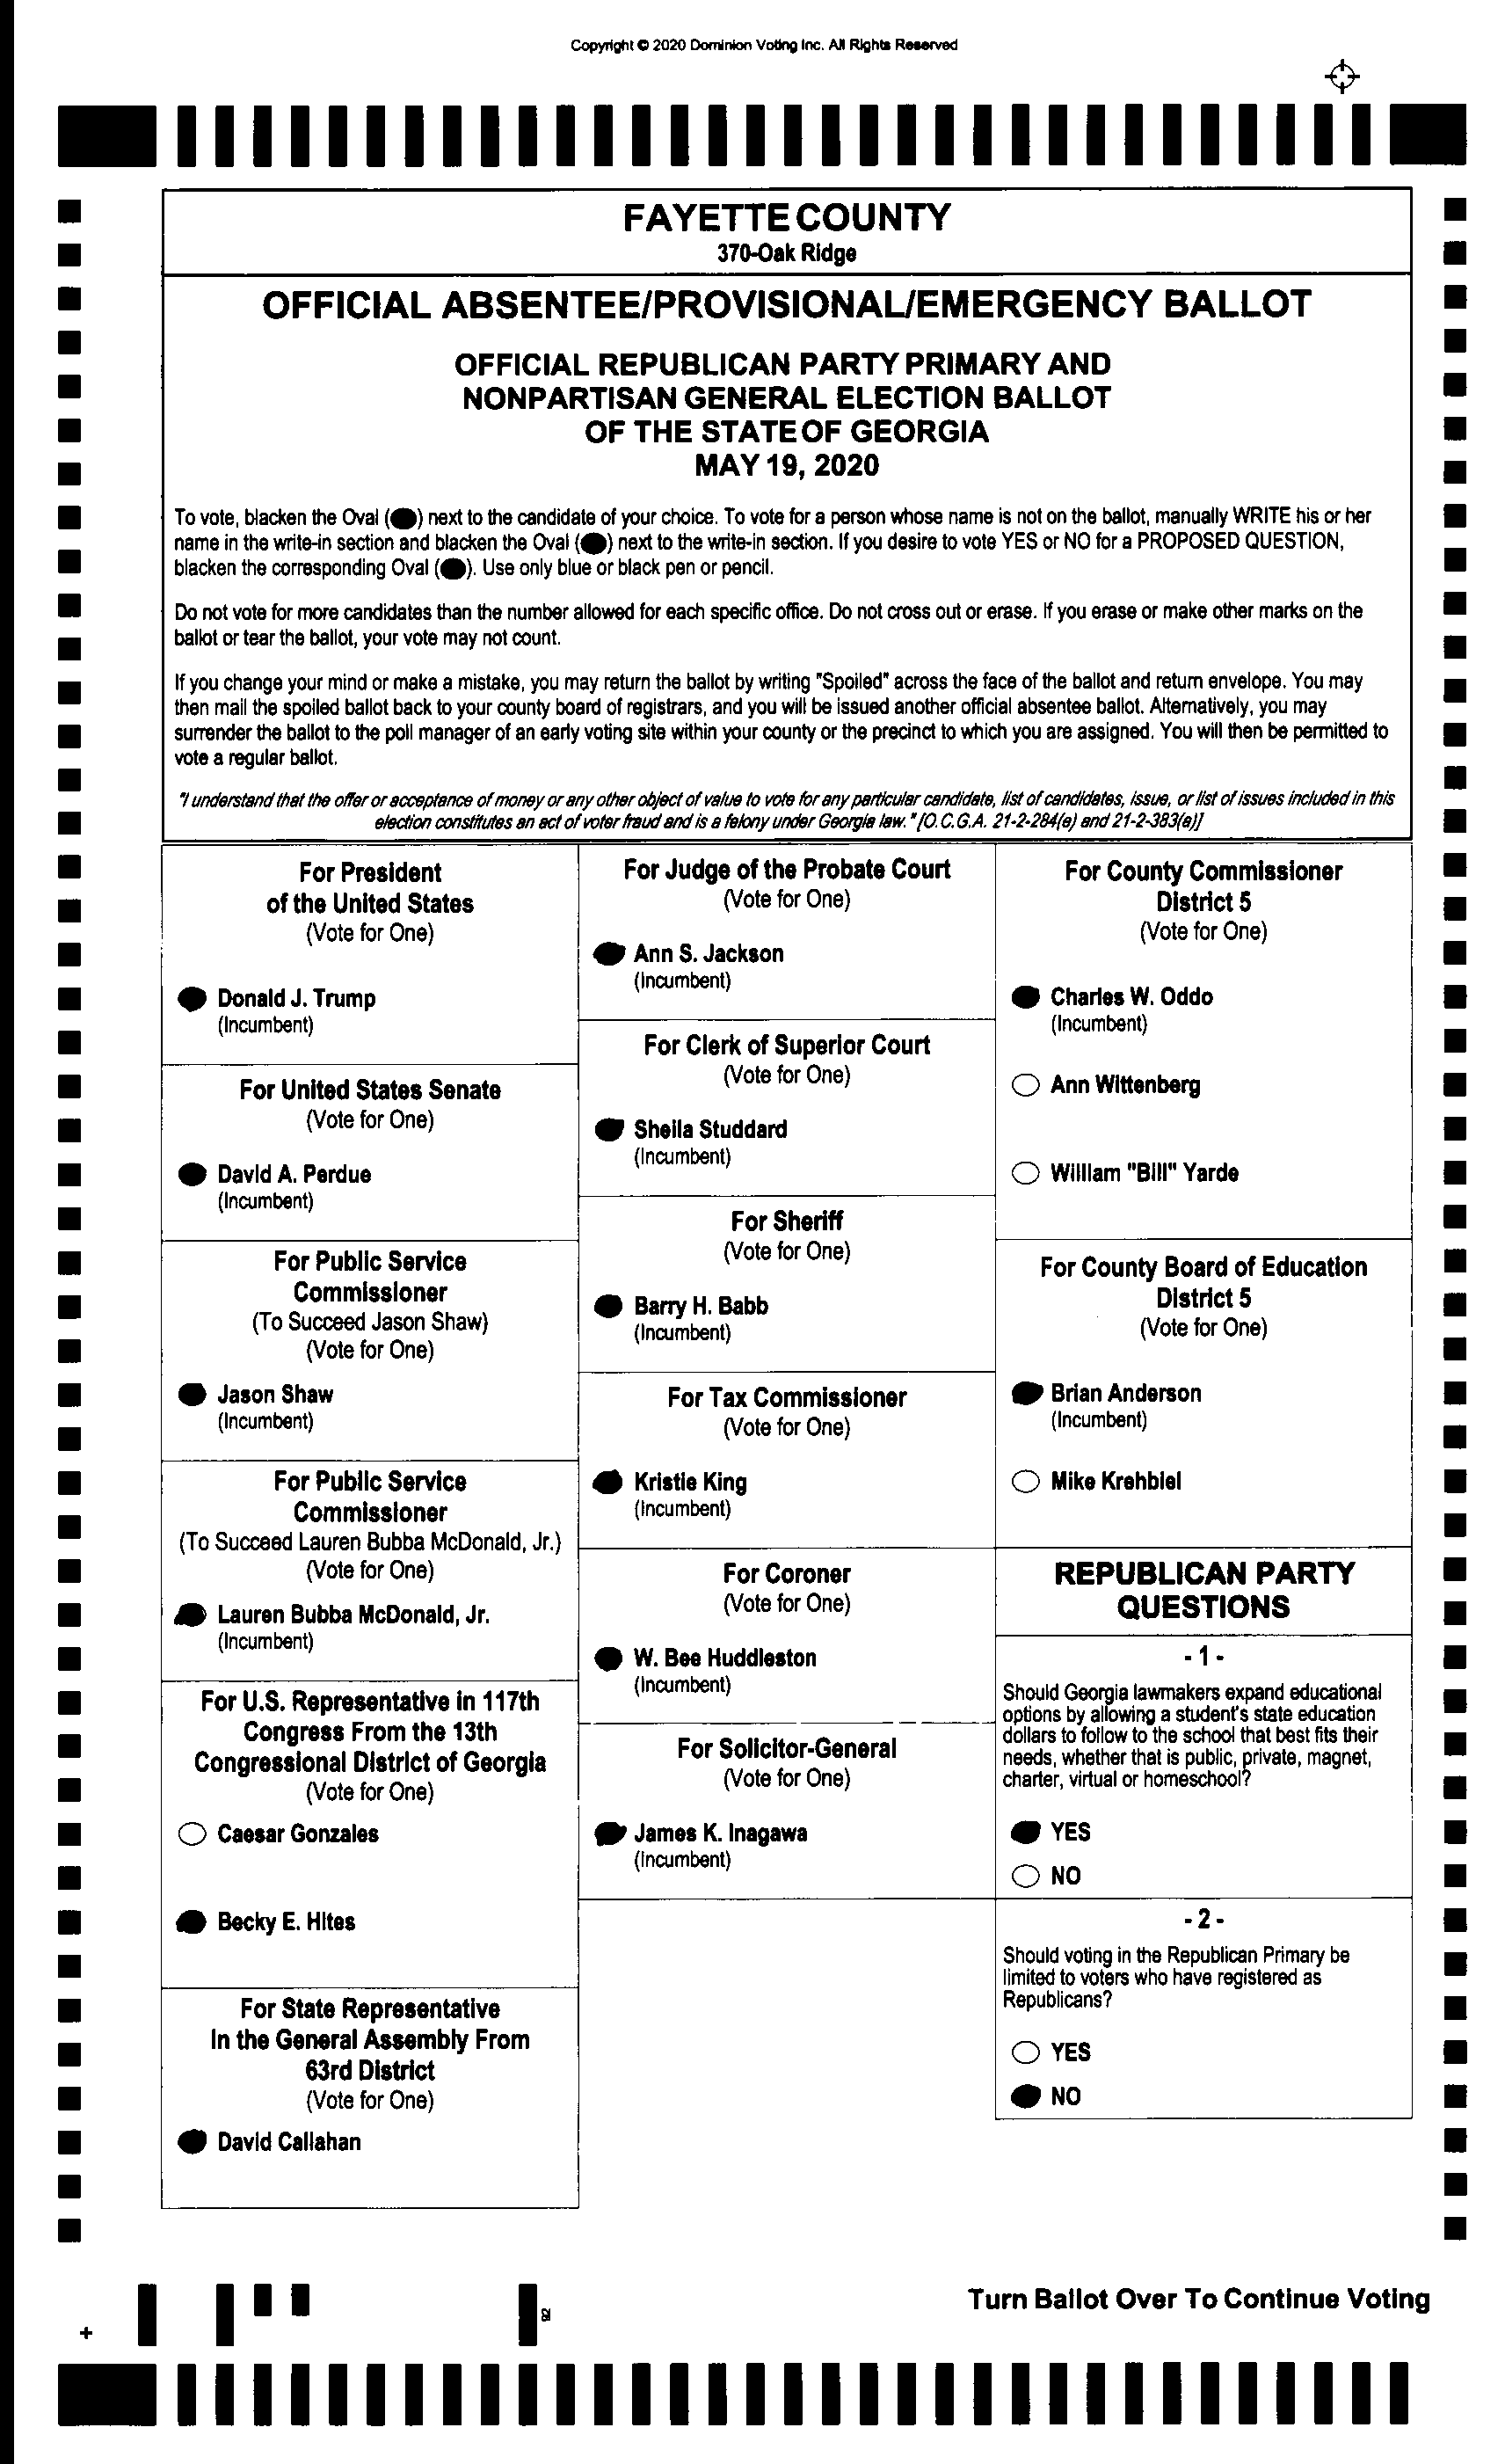 Copyright © 2020 Dominion Voting Inc. All Rights Reserved
FAYETTE COUNTY
370-Oak Ridge
OFFICIAL ABSENTEE/PROVISIONAL/EMERGENCY BALLOT
OFFICIAL REPUBLICAN PARTY PRIMARY AND
NONPARTISAN GENERAL ELECTION BALLOT
OF THE STATE OF GEORGIA
MAY 19, 2020
To vote, blacken the Oval (⬬) next to the candidate of your choice. To vote for a person whose name is not on the ballot, manually WRITE his or her
name in the write-in section and blacken the Oval (⬬) next to the write-in section. If you desire to vote YES or NO for a PROPOSED QUESTION,
blacken the corresponding Oval (⬬). Use only blue or black pen or pencil.
Do not vote for more candidates than the number allowed for each specific office. Do not cross out or erase. If you erase or make other marks on the
ballot or tear the ballot, your vote may not count.
If you change your mind or make a mistake, you may return the ballot by writing "Spoiled" across the face of the ballot and return envelope. You may
then mail the spoiled ballot back to your county board of registrars, and you will be issued another official absentee ballot. Alternatively, you may
surrender the ballot to the poll manager of an early voting site within your county or the precinct to which you are assigned. You will then be permitted to
vote a regular ballot.
"I understand that the offer or acceptance of money or any other object of value to vote for any particular candidate, list of candidates, issue, or list of issues included in this
election constitutes an act of voter fraud and is a felony under Georgia law." [O.C.G.A. 21-2-284(e) and 21-2-383(a)]
For President
of the United States
(Vote for One)
Donald J. Trump
(Incumbent)
For United States Senate
(Vote for One)
David A. Perdue
(Incumbent)
For Public Service
Commissioner
(To Succeed Jason Shaw)
(Vote for One)
Jason Shaw
(Incumbent)
For Public Service
Commissioner
(To Succeed Lauren Bubba McDonald, Jr.)
(Vote for One)
Lauren Bubba McDonald, Jr.
(Incumbent)
For U.S. Representative in 117th
Congress From the 13th
Congressional District of Georgia
(Vote for One)
Caesar Gonzales
Becky E. Hites
For State Representative
In the General Assembly From
63rd District
(Vote for One)
David Callahan
For Judge of the Probate Court
(Vote for One)
Ann S. Jackson
(Incumbent)
For Clerk of Superior Court
(Vote for One)
Sheila Studdard
(Incumbent)
For Sheriff
(Vote for One)
Barry H. Babb
(Incumbent)
For Tax Commissioner
(Vote for One)
Kristie King
(Incumbent)
For Coroner
(Vote for One)
W. Bee Huddleston
(Incumbent)
For Solicitor-General
(Vote for One)
James K. Inagawa
(Incumbent)
For County Commissioner
District 5
(Vote for One)
Charles W. Oddo
(Incumbent)
Ann Wittenberg
William "Bill" Yarde
For County Board of Education
District 5
(Vote for One)
Brian Anderson
(Incumbent)
Mike Krehbiel
REPUBLICAN PARTY
QUESTIONS
- 1 -
Should Georgia lawmakers expand educational
options by allowing a student's state education
dollars to follow to the school that best fits their
needs, whether that is public, private, magnet,
charter, virtual or homeschool?
YES
NO
- 2 -
Should voting in the Republican Primary be
limited to voters who have registered as
Republicans?
YES
NO
Turn Ballot Over To Continue Voting
+